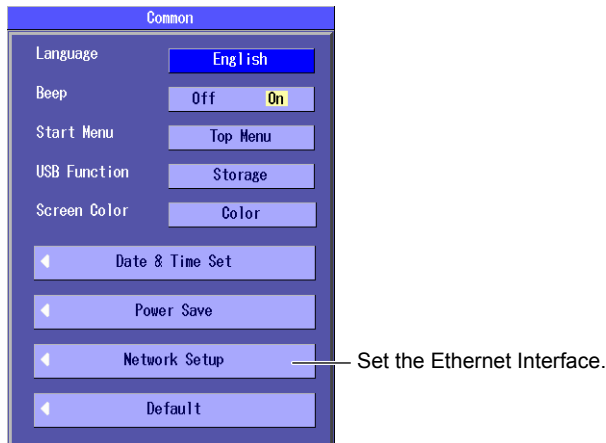 Common
Language English
Beep Off On
Start Menu Top Menu
USB Function Storage
Screen Color Color
Date & Time Set
Power Save
Network Setup Set the Ethernet Interface.
Default